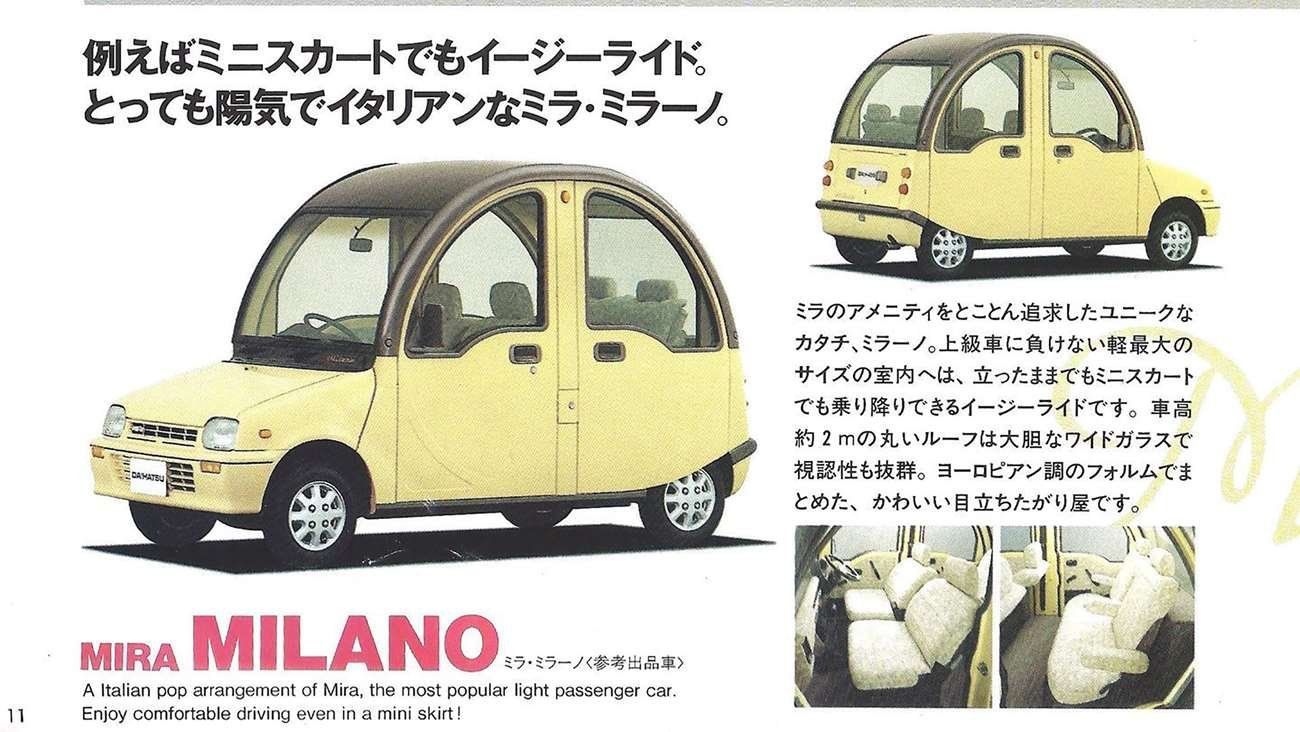 例えばミニスカートでもイージーライド。
とっても陽気でイタリアンなミラ・ミラーノ。
DAIHATSU
ミラのアメニティをとことん追求したユニークな
カタチ、ミラーノ。上級車に負けない軽最大の
サイズの室内へは、立ったままでもミニスカート
でも乗り降りできるイージーライドです。車高
約2mの丸いルーフは大胆なワイドガラスで
視認性も抜群。ヨーロピアン調のフォルムでま
とめた、かわいい目立ちたがり屋です。
MIRA MILANO ミラ・ミラーノ〈参考出品車〉
A Italian pop arrangement of Mira, the most popular light passenger car.
Enjoy comfortable driving even in a mini skirt!
11